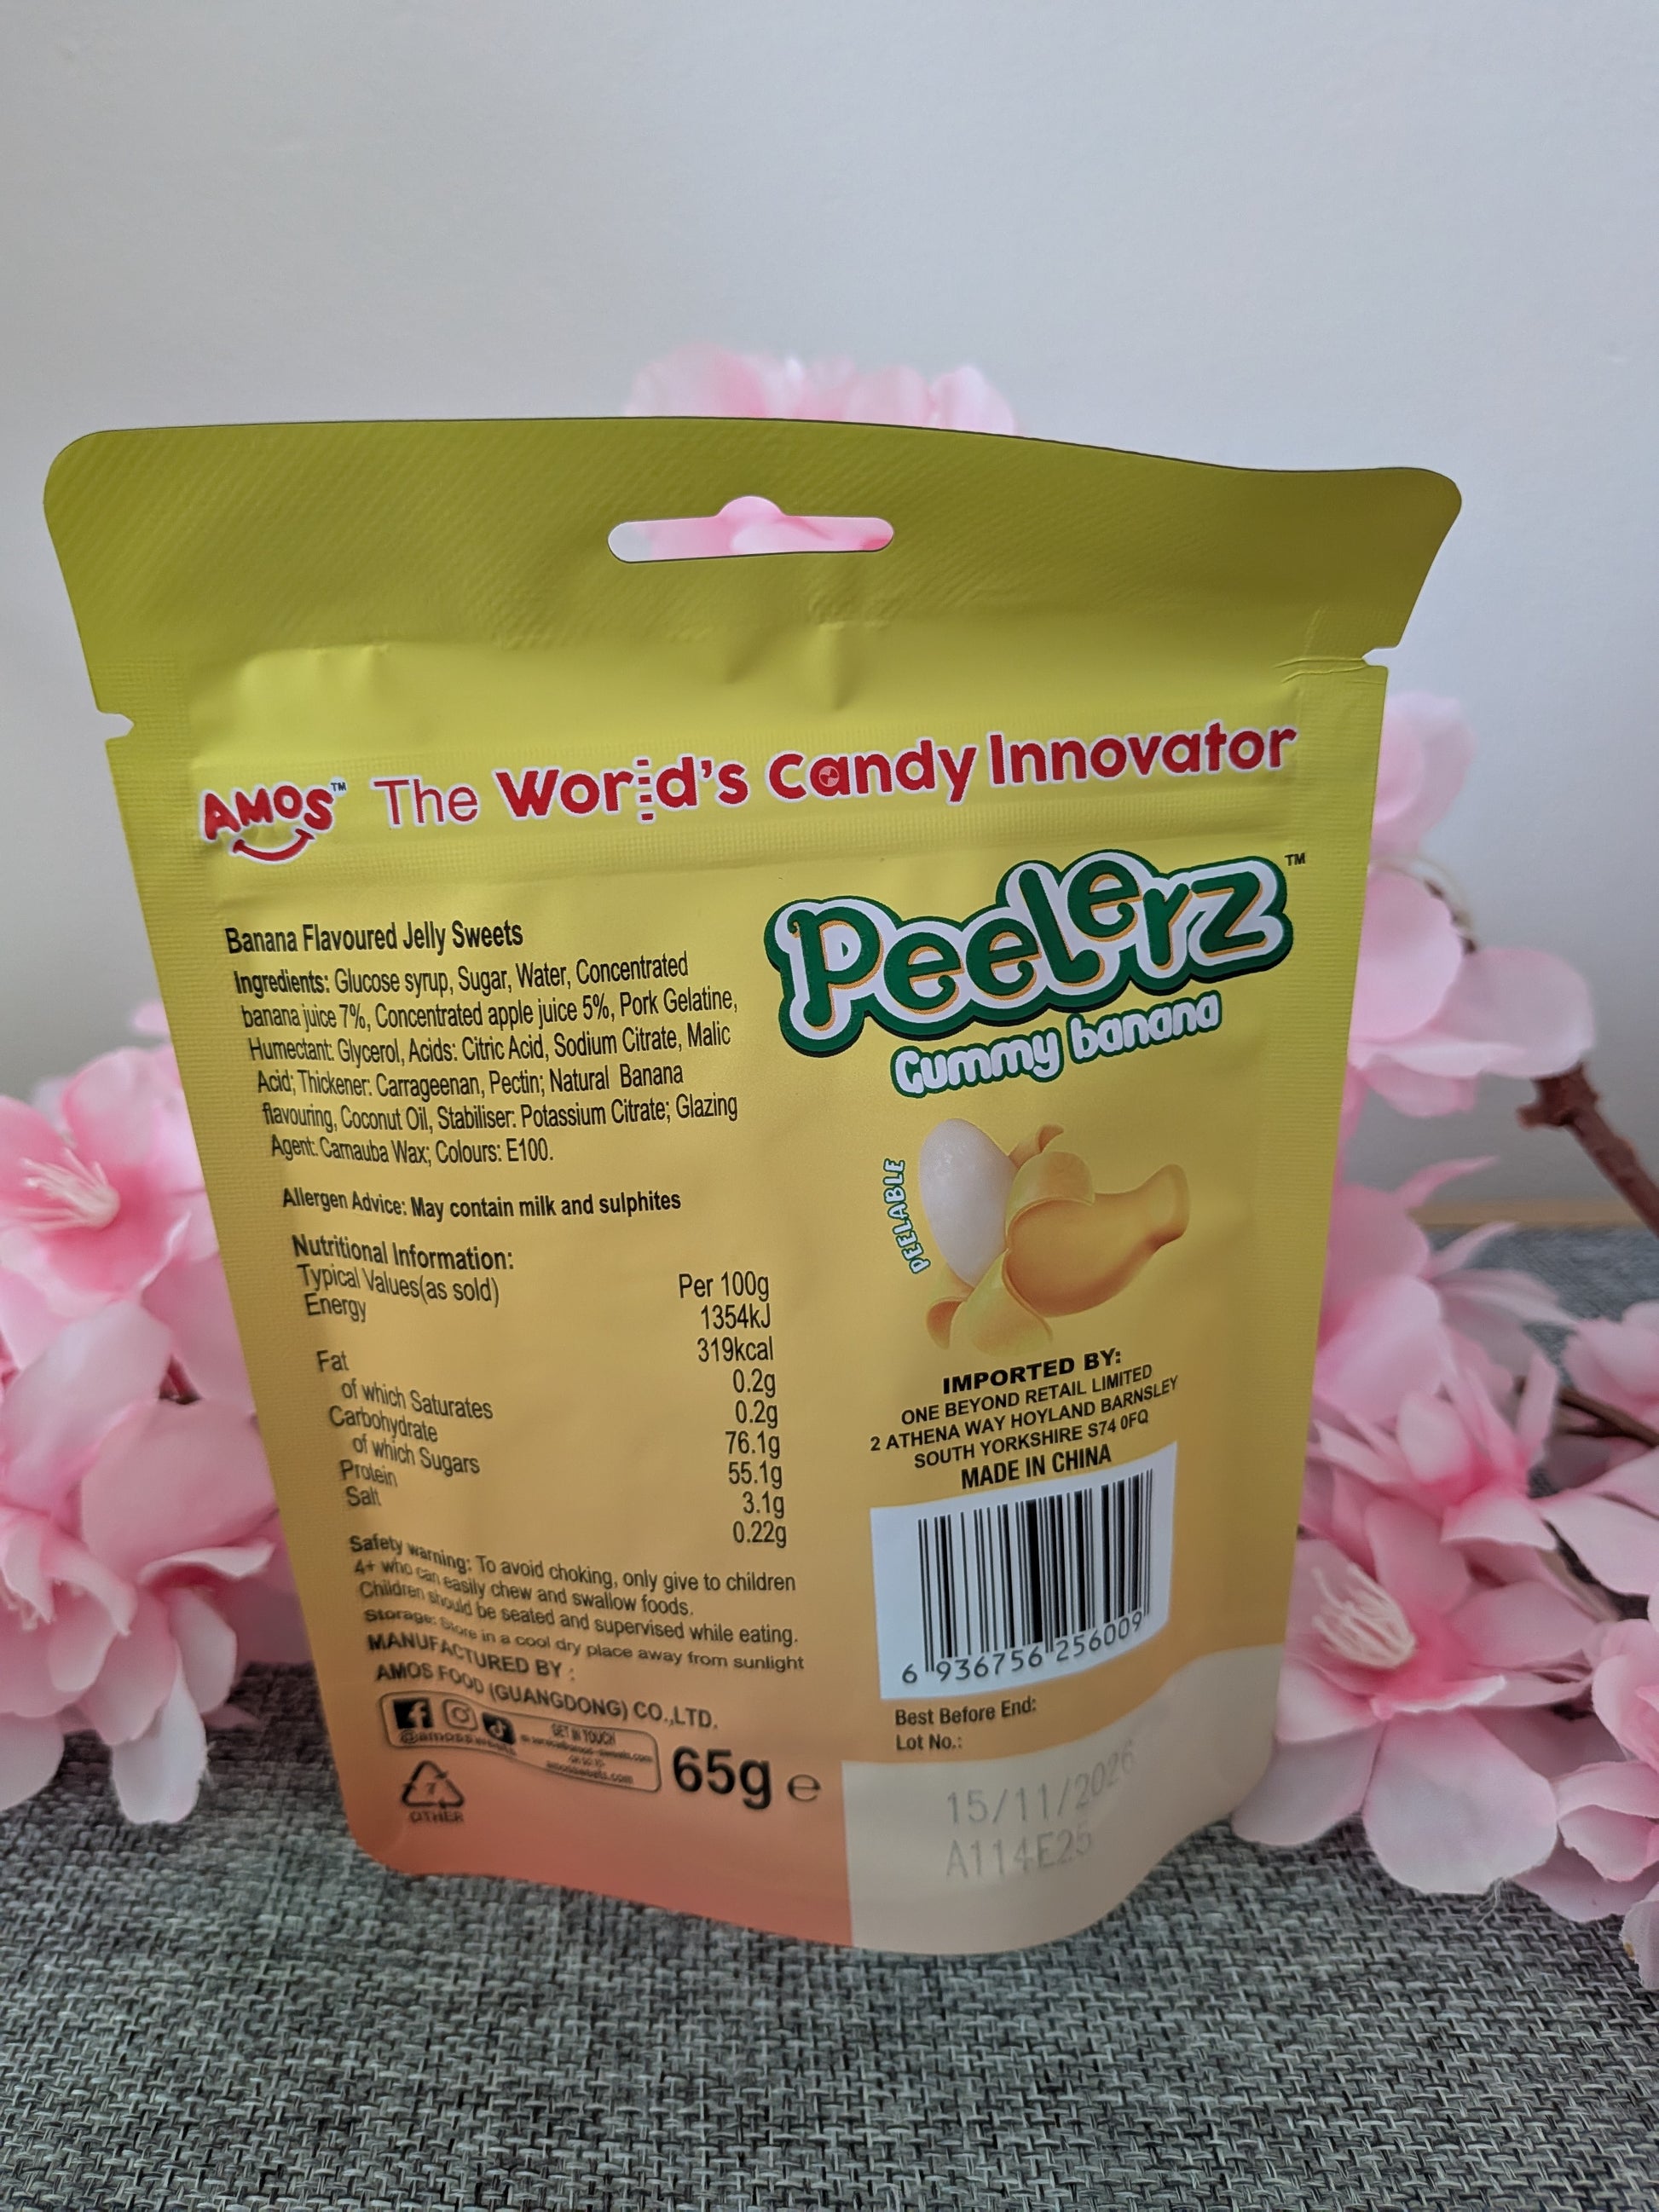 AMOS™ The World's Candy Innovator
Peelerz™
Gummy banana
PEELABLE
Banana Flavoured Jelly Sweets
Ingredients: Glucose syrup, Sugar, Water, Concentrated
banana juice 7%, Concentrated apple juice 5%, Pork Gelatine,
Humectant: Glycerol, Acids: Citric Acid, Sodium Citrate, Malic
Acid; Thickener: Carrageenan, Pectin; Natural Banana
flavouring, Coconut Oil, Stabiliser: Potassium Citrate; Glazing
Agent: Carnauba Wax; Colours: E100.
Allergen Advice: May contain milk and sulphites
Nutritional Information:
Typical Values(as sold) Per 100g
Energy 1354kJ
319kcal
Fat 0.2g
of which Saturates 0.2g
Carbohydrate 76.1g
of which Sugars 55.1g
Protein 3.1g
Salt 0.22g
Safety warning: To avoid choking, only give to children
4+ who can easily chew and swallow foods.
Children should be seated and supervised while eating.
Storage: Store in a cool dry place away from sunlight
MANUFACTURED BY :
AMOS FOOD (GUANGDONG) CO.,LTD.
GET IN TOUCH
OR GO TO
amossweets.com
7
OTHER
65g e
IMPORTED BY:
ONE BEYOND RETAIL LIMITED
2 ATHENA WAY HOYLAND BARNSLEY
SOUTH YORKSHIRE S74 0FQ
MADE IN CHINA
6 936756 256009
Best Before End:
Lot No.:
15/11/2026
A114E25